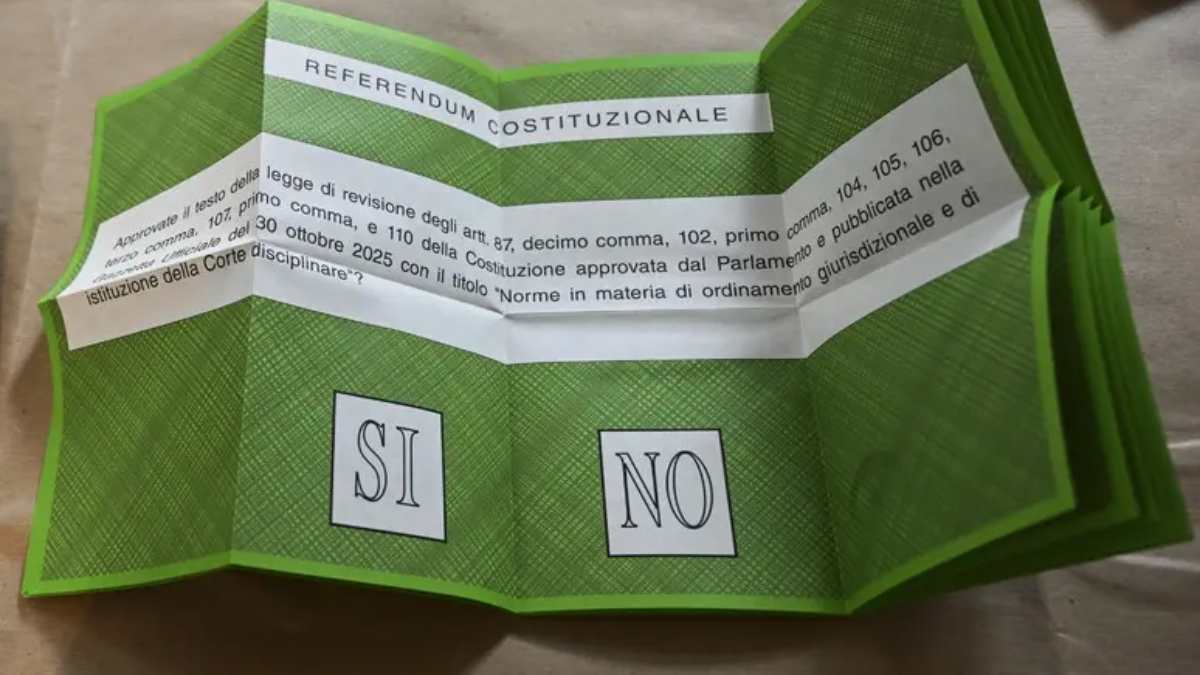 REFERENDUM COSTITUZIONALE
Approvate il testo della legge di revisione degli artt. 87, decimo comma, 102, primo comma, 104, 105, 106,
terzo comma, 107, primo comma, e 110 della Costituzione approvata dal Parlamento e pubblicata nella
Gazzetta Ufficiale del 30 ottobre 2025 con il titolo "Norme in materia di ordinamento giurisdizionale e di
istituzione della Corte disciplinare"?
SI
NO